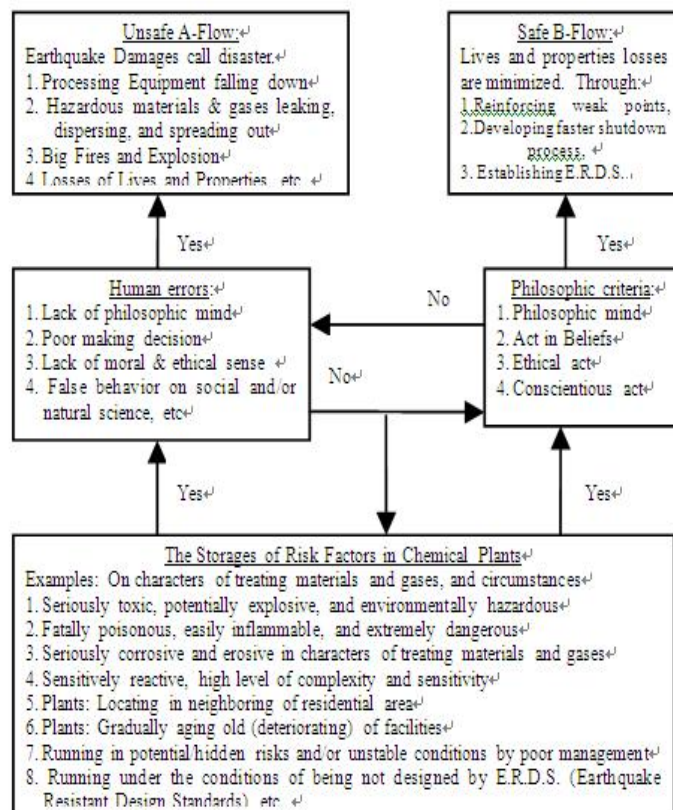 Unsafe A-Flow:↵
Earthquake Damages call disaster.
1. Processing Equipment falling down
2. Hazardous materials & gases leaking,
dispersing, and spreading out↵
3. Big Fires and Explosion↵
4. Losses of Lives and Properties, etc. ↵
Safe B-Flow:↵
Lives and properties losses
are minimized. Through:
1.Reinforcing weak points,
2.Developing faster shutdown
process, ↵
3. Establishing E.R.D.S...
Yes↵
Yes↵
Human errors:↵
1. Lack of philosophic mind↵
2. Poor making decision↵
3. Lack of moral & ethical sense ↵
4. False behavior on social and/or
natural science, etc↵
No
No↵
Philosophic criteria:↵
1. Philosophic mind↵
2. Act in Beliefs↵
3. Ethical act↵
4. Conscientious act↵
Yes↵
Yes↵
The Storages of Risk Factors in Chemical Plants↵
Examples: On characters of treating materials and gases, and circumstances↵
1. Seriously toxic, potentially explosive, and environmentally hazardous↵
2. Fatally poisonous, easily inflammable, and extremely dangerous↵
3. Seriously corrosive and erosive in characters of treating materials and gases↵
4. Sensitively reactive, high level of complexity and sensitivity↵
5. Plants: Locating in neighboring of residential area↵
6. Plants: Gradually aging old (deteriorating) of facilities↵
7. Running in potential/hidden risks and/or unstable conditions by poor management↵
8. Running under the conditions of being not designed by E.R.D.S. (Earthquake
Resistant Design Standards), etc. ↵